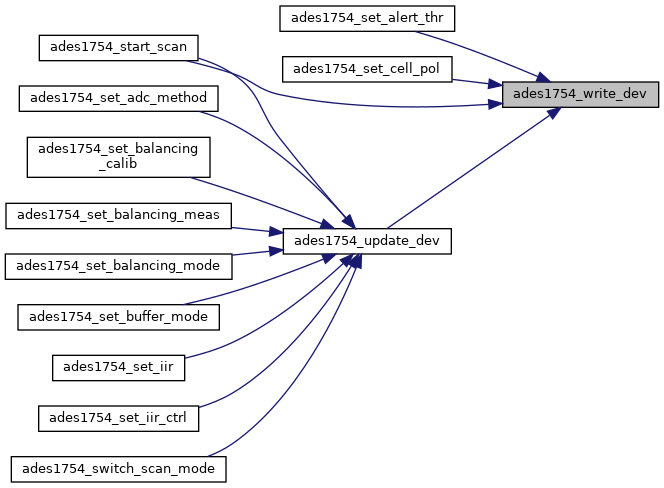 ades1754_set_alert_thr
ades1754_start_scan
ades1754_set_cell_pol
ades1754_write_dev
ades1754_set_adc_method
ades1754_set_balancing
_calib
ades1754_set_balancing_meas
ades1754_update_dev
ades1754_set_balancing_mode
ades1754_set_buffer_mode
ades1754_set_iir
ades1754_set_iir_ctrl
ades1754_switch_scan_mode